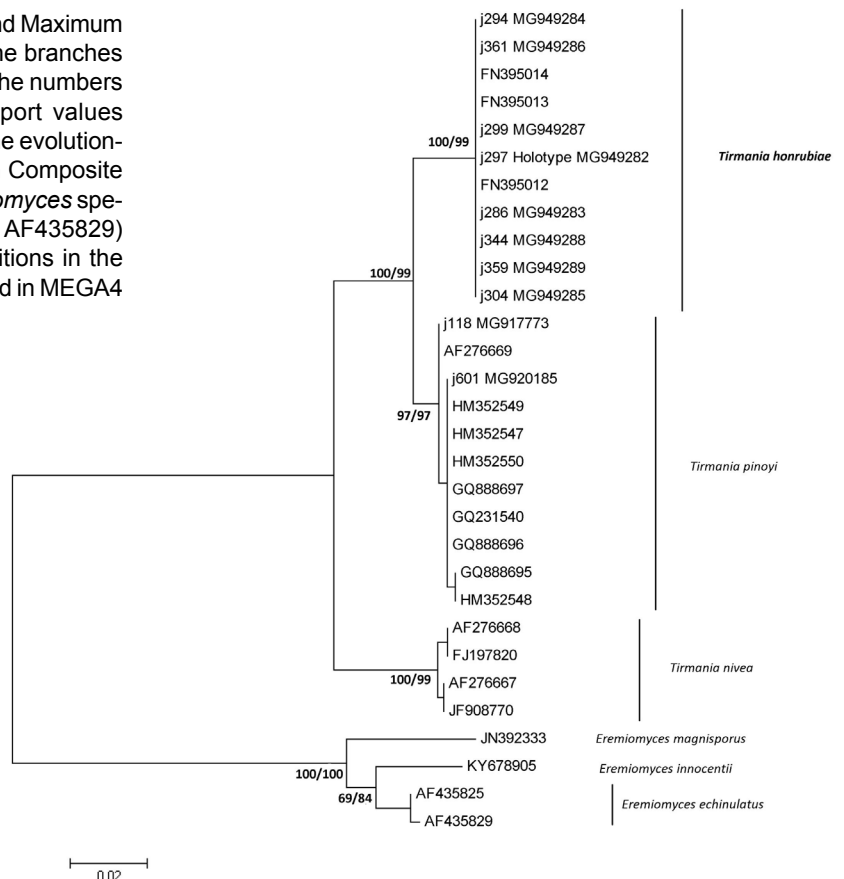 nd Maximum
ne branches
he numbers
port values
e evolution-
Composite
omyces spe-
AF435829)
itions in the
d in MEGA4
j294 MG949284
j361 MG949286
FN395014
FN395013
j299 MG949287
100/99
j297 Holotype MG949282
Tirmania honrubiae
FN395012
j286 MG949283
j344 MG949288
j359 MG949289
100/99
j304 MG949285
j118 MG917773
AF276669
j601 MG920185
HM352549
97/97
HM352547
HM352550
Tirmania pinoyi
GQ888697
GQ231540
GQ888696
GQ888695
HM352548
AF276668
FJ197820
Tirmania nivea
100/99
AF276667
JF908770
JN392333 Eremiomyces magnisporus
KY678905 Eremiomyces innocentii
100/100
69/84
AF435825
Eremiomyces echinulatus
AF435829
0.02